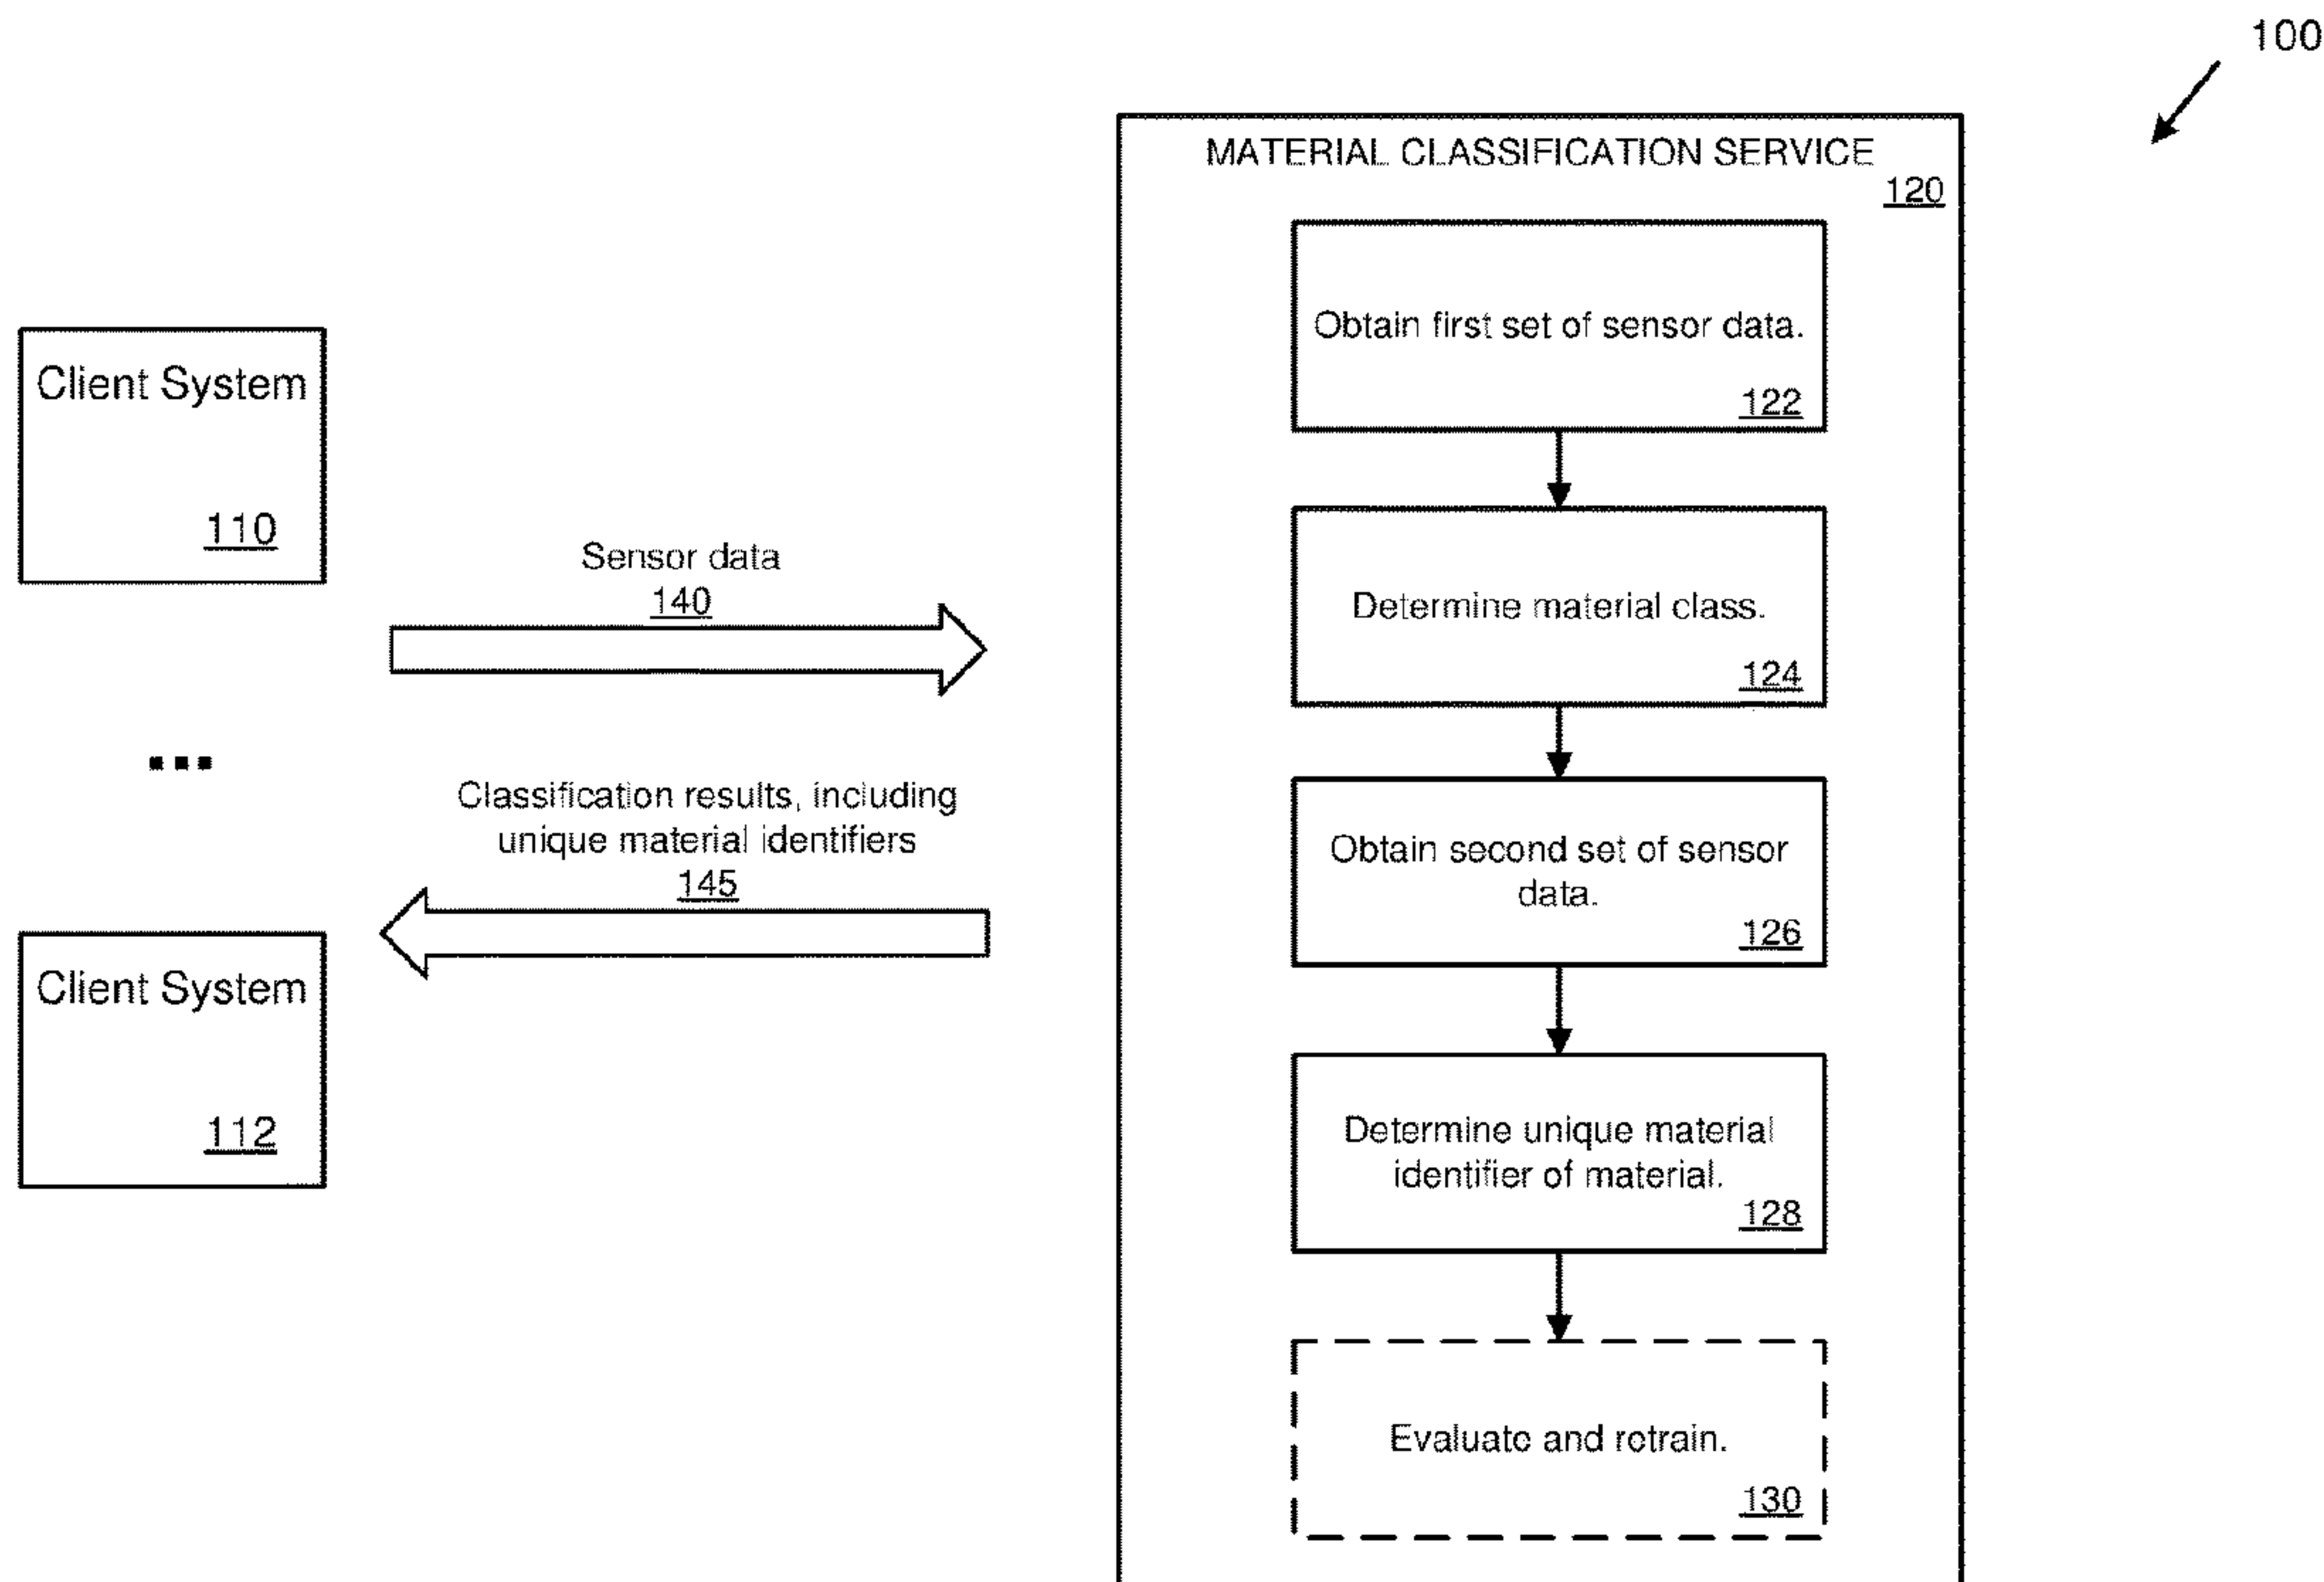 100
MATERIAL CLASSIFICATION SERVICE
120
Obtain first set of sensor data.
122
Determine material class.
124
Obtain second set of sensor
data.
126
Determine unique material
identifier of material.
128
Evaluate and retrain.
130
Client System
110
Sensor data
140
...
Classification results, including
unique material identifiers
145
Client System
112